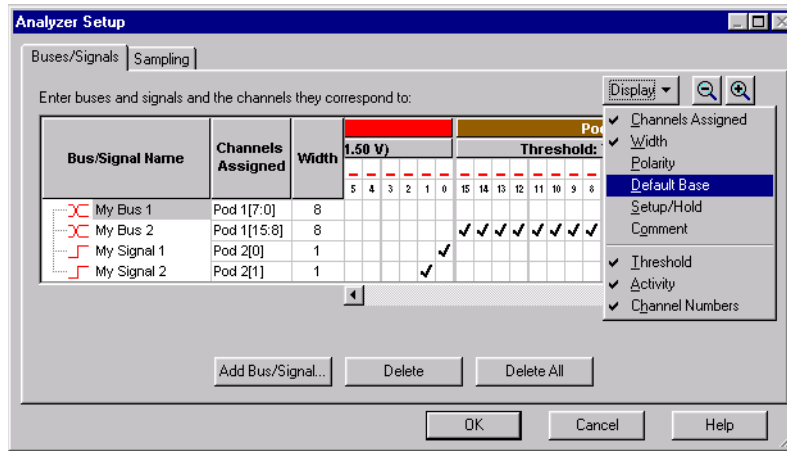 Analyzer Setup
Buses/Signals
Sampling
Enter buses and signals and the channels they correspond to:
Display
Bus/Signal Name
Channels Assigned
Width
1.50 V)
Threshold:
5 4 3 2 1 0 15 14 13 12 11 10 9 8
My Bus 1 Pod 1[7:0] 8
My Bus 2 Pod 1[15:8] 8
My Signal 1 Pod 2[0] 1
My Signal 2 Pod 2[1] 1
Channels Assigned
Width
Polarity
Default Base
Setup/Hold
Comment
Threshold
Activity
Channel Numbers
Add Bus/Signal...
Delete
Delete All
OK
Cancel
Help